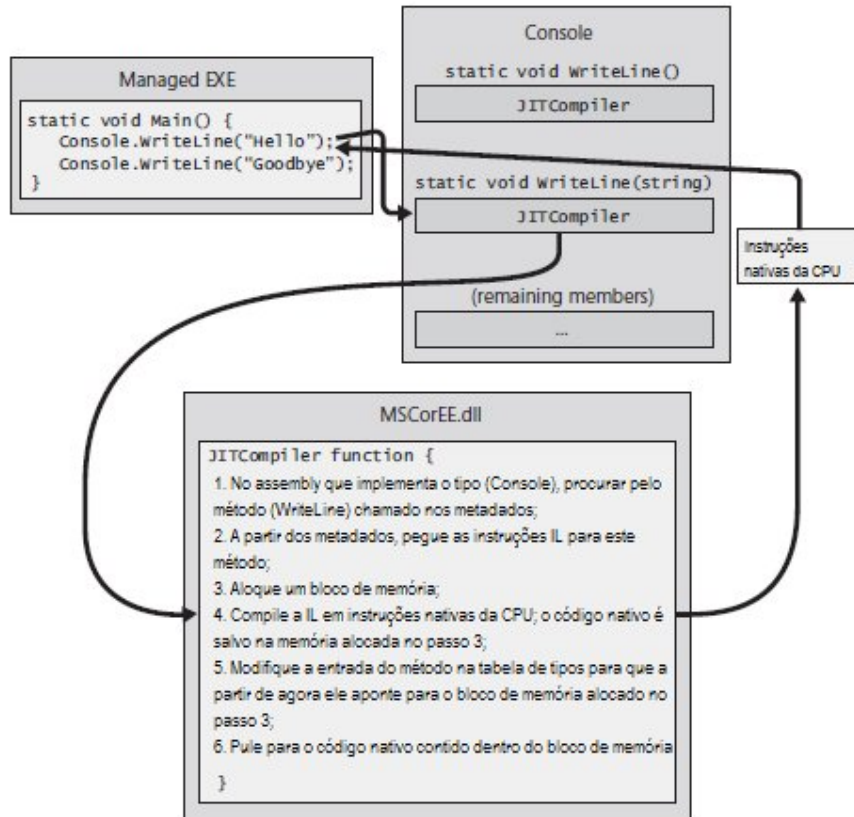 Managed EXE
static void Main() {
Console.WriteLine("Hello");
Console.WriteLine("Goodbye");
}
Console
static void WriteLine()
JITCompiler
static void WriteLine(string)
JITCompiler
(remaining members)
...
Instruções
nativas da CPU
MSCorEE.dll
JITCompiler function {
1. No assembly que implementa o tipo (Console), procurar pelo
método (WriteLine) chamado nos metadados;
2. A partir dos metadados, pegue as instruções IL para este
método;
3. Aloque um bloco de memória;
4. Compile a IL em instruções nativas da CPU; o código nativo é
salvo na memória alocada no passo 3;
5. Modifique a entrada do método na tabela de tipos para que a
partir de agora ele aponte para o bloco de memória alocado no
passo 3;
6. Pule para o código nativo contido dentro do bloco de memória
}